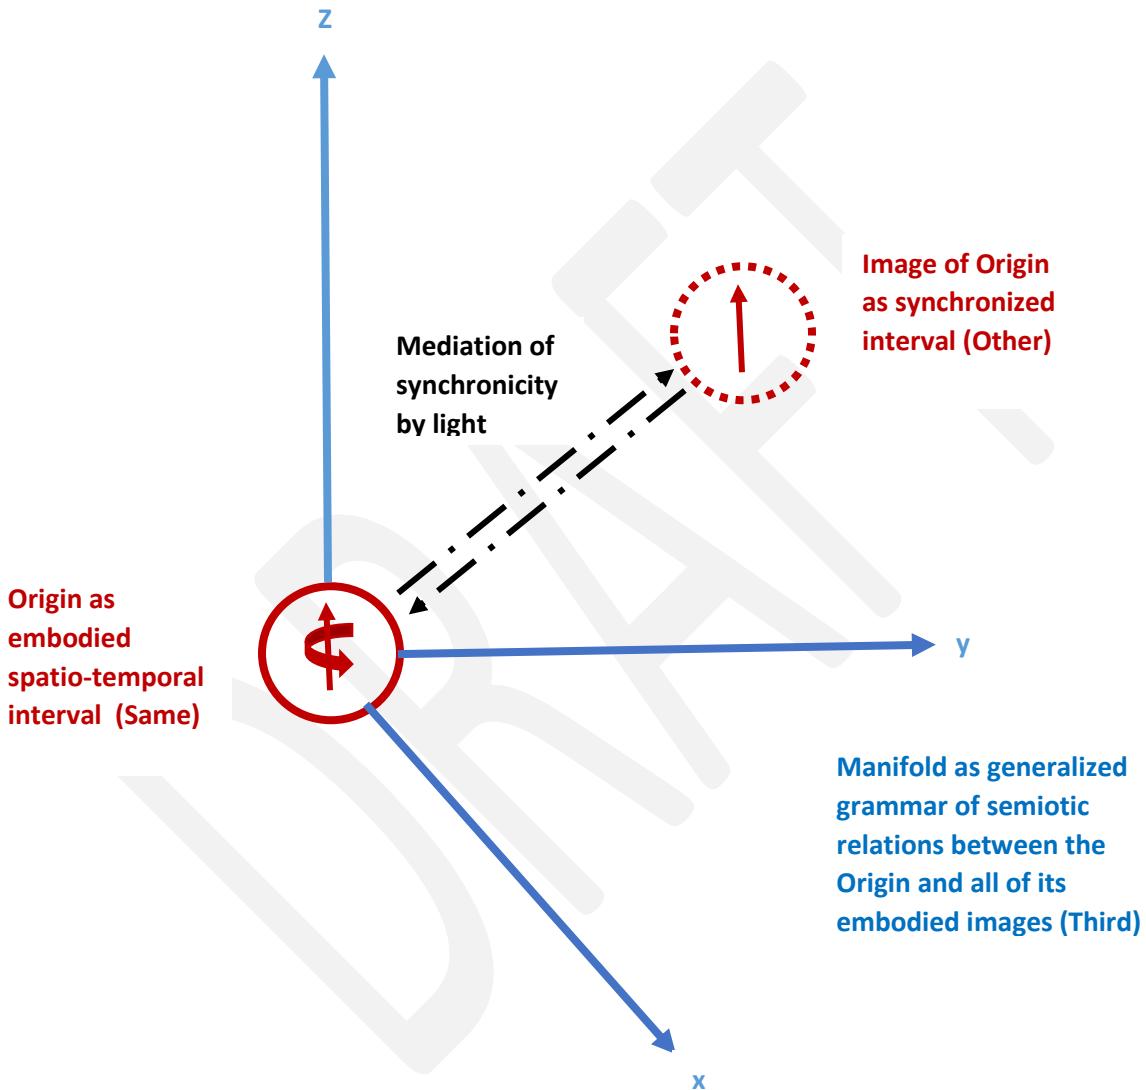 Z
Image of Origin
as synchronized
interval (Other)
Mediation of
synchronicity
by light
Origin as
embodied
spatio-temporal
interval (Same)
y
Manifold as generalized
grammar of semiotic
relations between the
Origin and all of its
embodied images (Third)
x
DRAFT